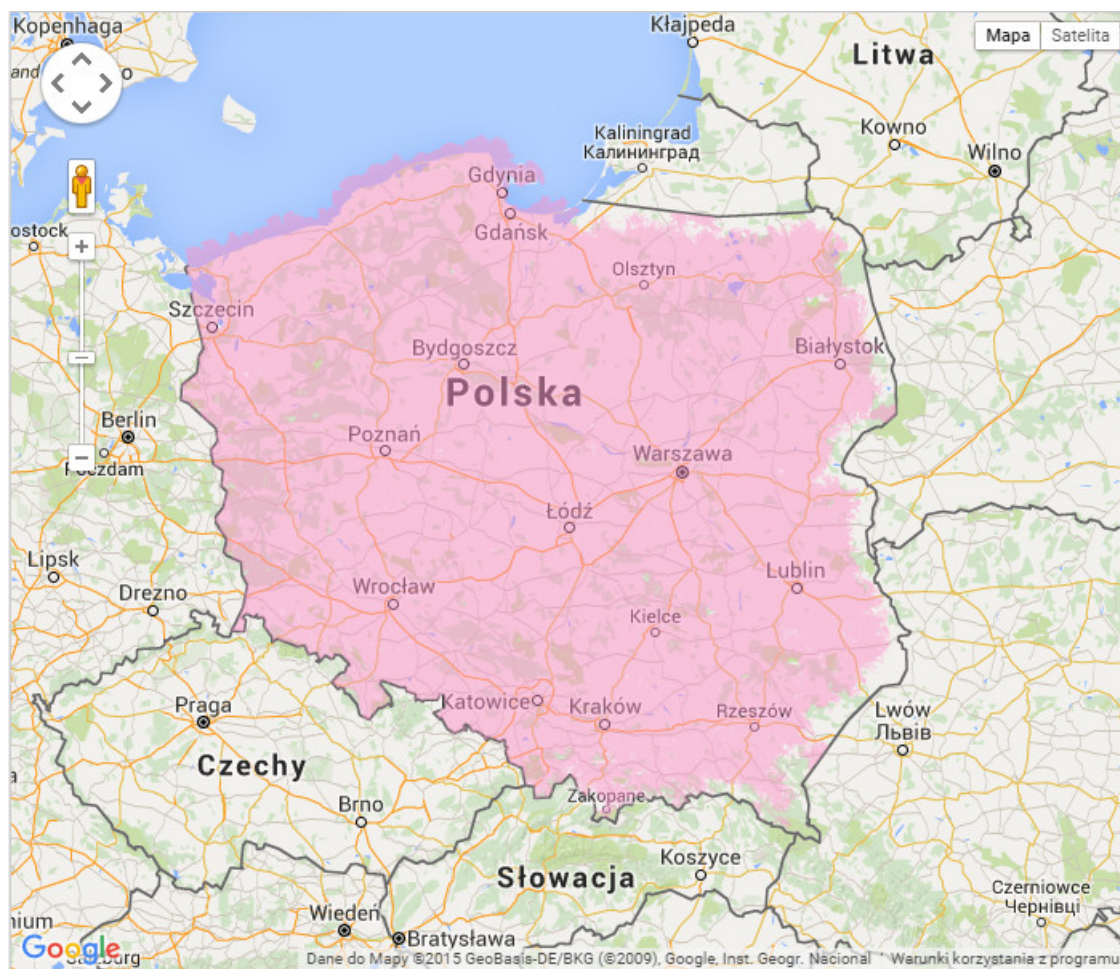 Kopenhaga
Kłajpeda
Mapa
Satelita
Litwa
and
Kaliningrad
Калининград
Kowno
Wilno
Gdynia
Gdańsk
ostock
Olsztyn
Szczecin
Bydgoszcz
Białystok
Polska
Berlin
Poznań
Warszawa
Poczdam
Łódź
Lipsk
Drezno
Wrocław
Lublin
Kielce
Praga
Katowice
Kraków
Rzeszów
Lwów
Львів
Czechy
Zakopane
Brno
Koszyce
Słowacja
Czerniowce
Чернівці
nium
Wiedeń
Google
Bratysława
Dane do Mapy ©2015 GeoBasis-DE/BKG (©2009), Google, Inst. Geogr. Nacional
Warunki korzystania z programu